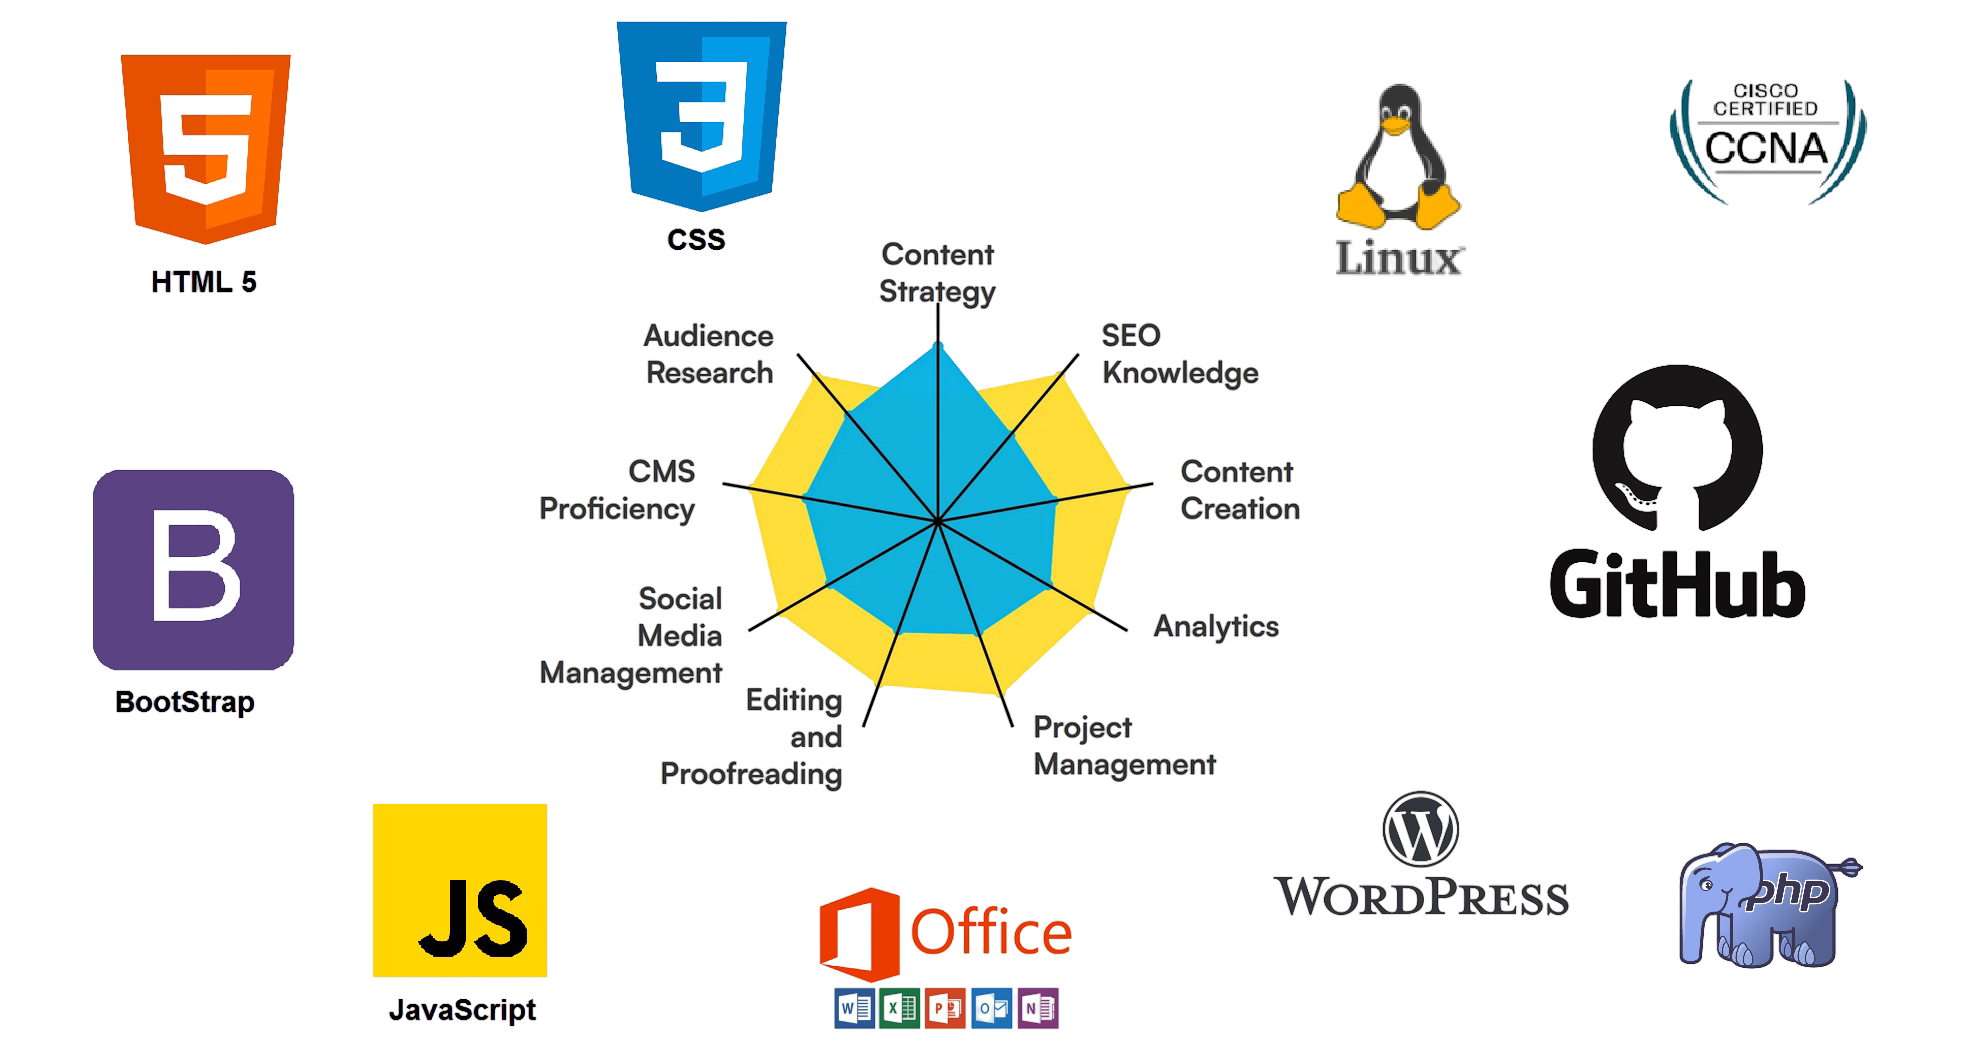 5
HTML 5
3
CSS
Linux™
CISCO
CERTIFIED
CCNA
Content
Strategy
Audience
Research
SEO
Knowledge
CMS
Proficiency
Content
Creation
Social
Media
Management
Analytics
Editing
and
Proofreading
Project
Management
B
BootStrap
GitHub
JS
JavaScript
Office
W X P O N
W
WORDPRESS
php